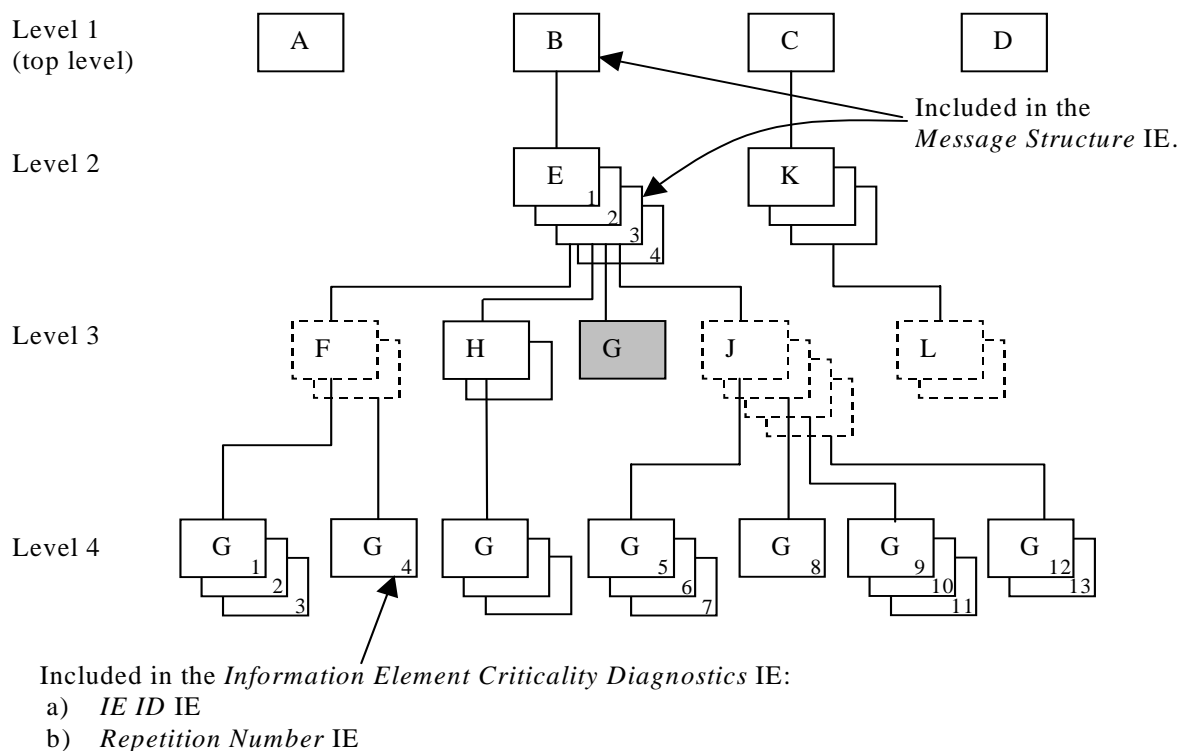 Level 1
(top level)
A
B
C
D
Included in the
Message Structure IE.
Level 2
E
1
2
3
4
K
Level 3
F
H
G
J
L
Level 4
G
1
2
3
G
4
G
G
5
6
7
G
8
G
9
10
11
G
12
13
Included in the Information Element Criticality Diagnostics IE:
a) IE ID IE
b) Repetition Number IE